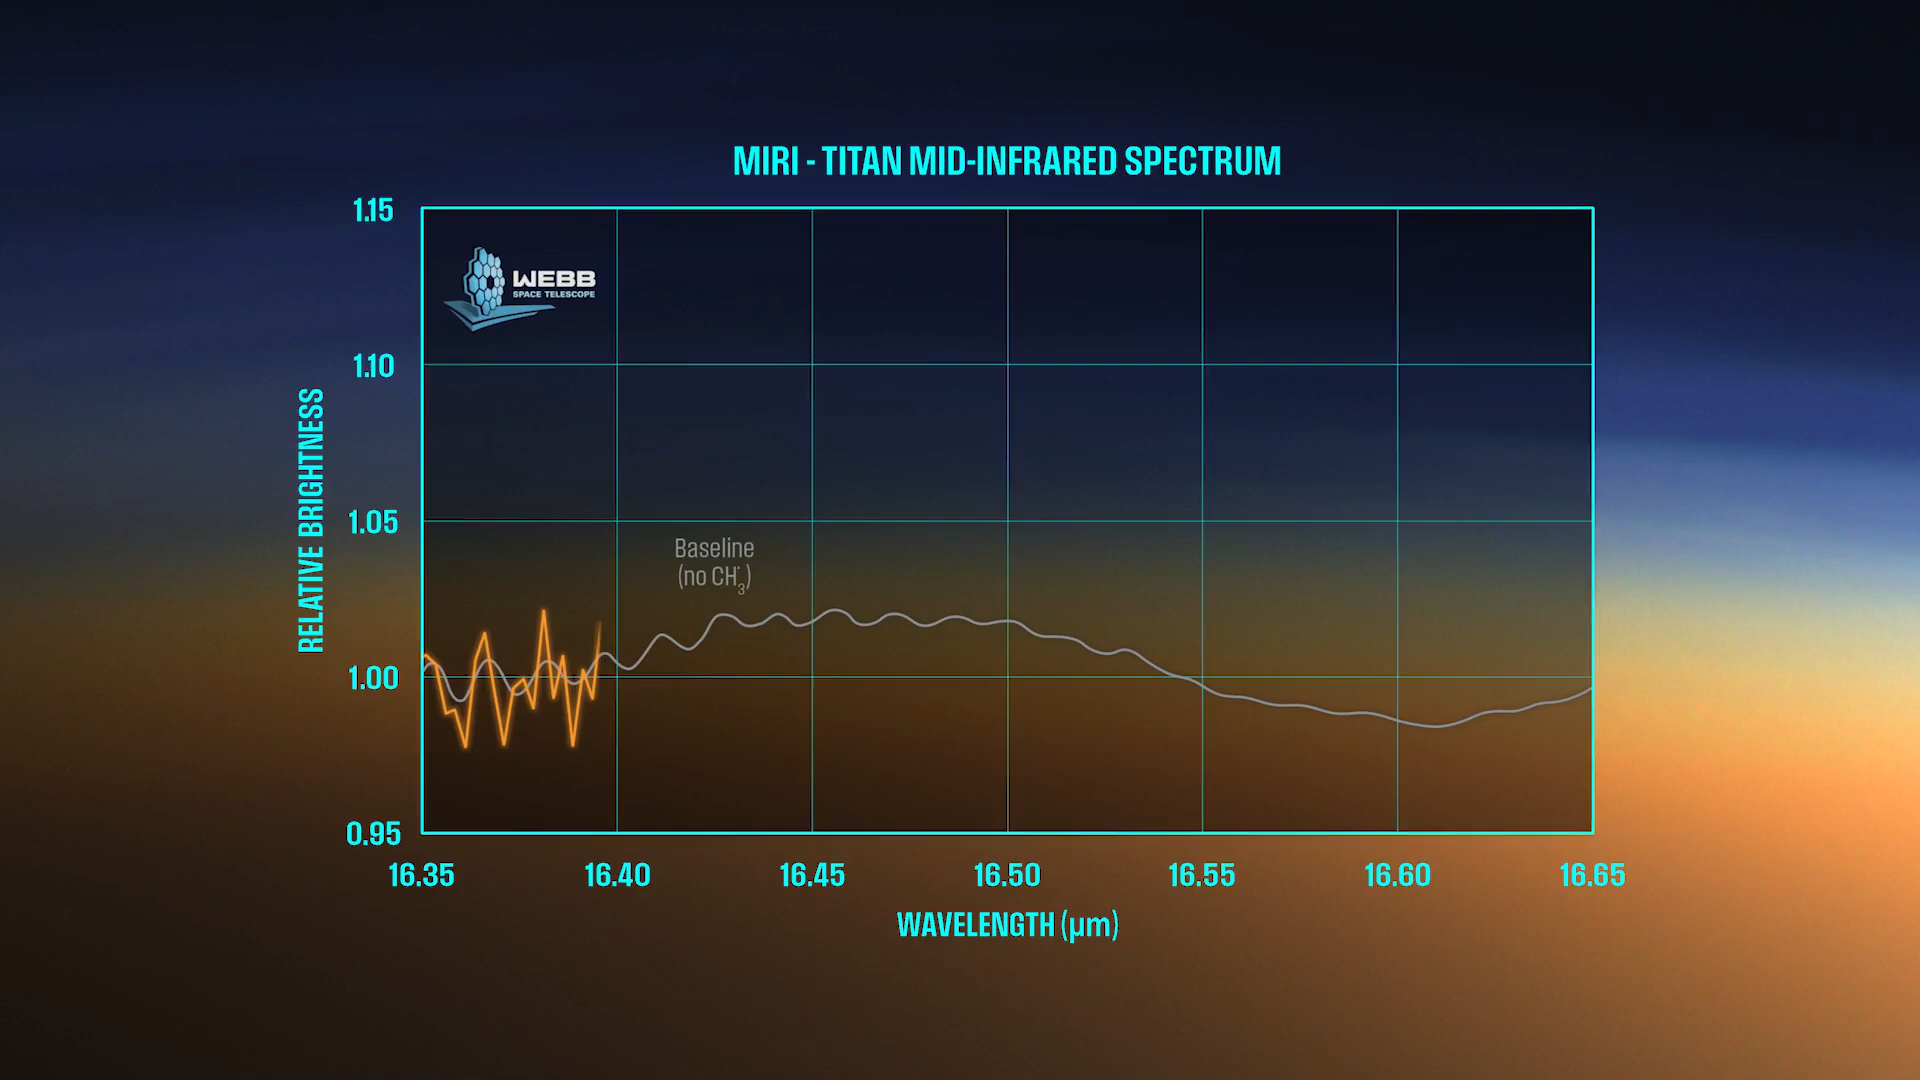 MIRI - TITAN MID-INFRARED SPECTRUM
1.15
WEBB
SPACE TELESCOPE
1.10
RELATIVE BRIGHTNESS
1.05
Baseline
(no CH˙₃)
1.00
0.95
16.35 16.40 16.45 16.50 16.55 16.60 16.65
WAVELENGTH (µm)